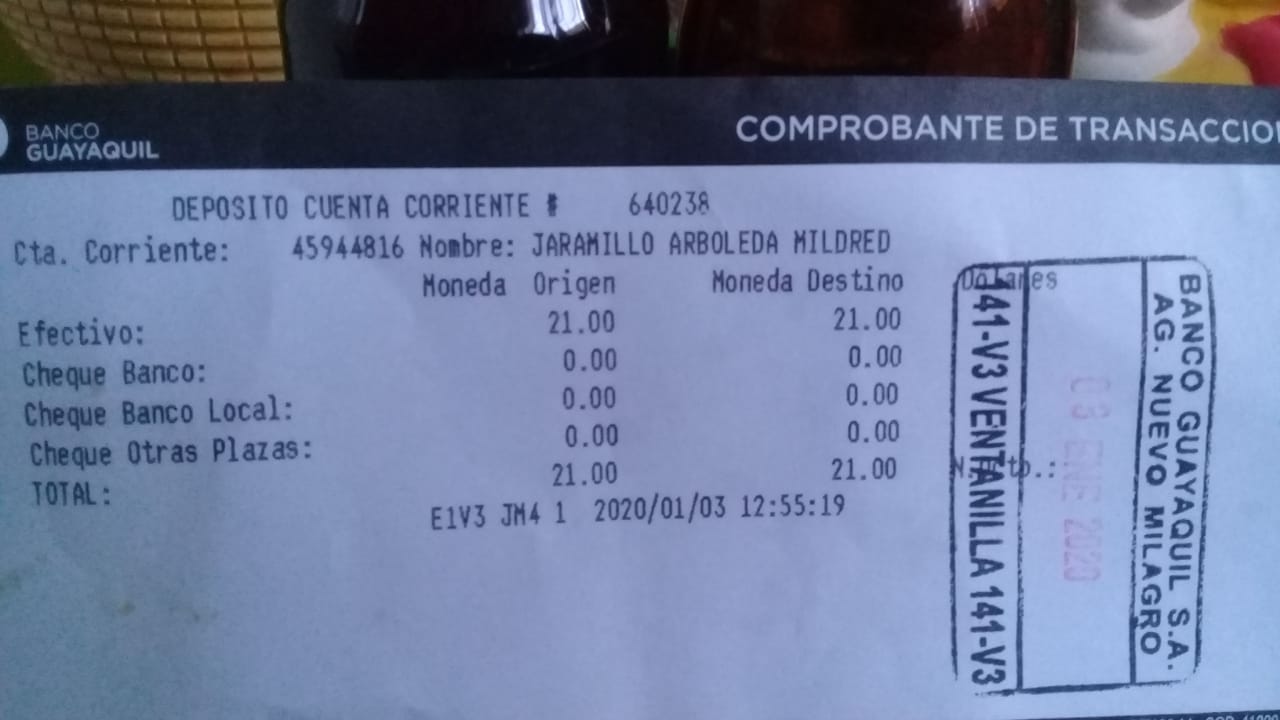 BANCO
GUAYAQUIL
COMPROBANTE DE TRANSACCIO
DEPOSITO CUENTA CORRIENTE # 640238
Cta. Corriente: 45944816 Nombre: JARAMILLO ARBOLEDA MILDRED
Moneda Origen Moneda Destino Dolares
Efectivo: 21.00 21.00
Cheque Banco: 0.00 0.00
Cheque Banco Local: 0.00 0.00
Cheque Otras Plazas: 0.00 0.00
TOTAL: 21.00 21.00
E1V3 JM4 1 2020/01/03 12:55:19
BANCO GUAYAQUIL S.A.
AG. NUEVO MILAGRO
03 ENE 2020
141-V3 VENTANILLA 141-V3